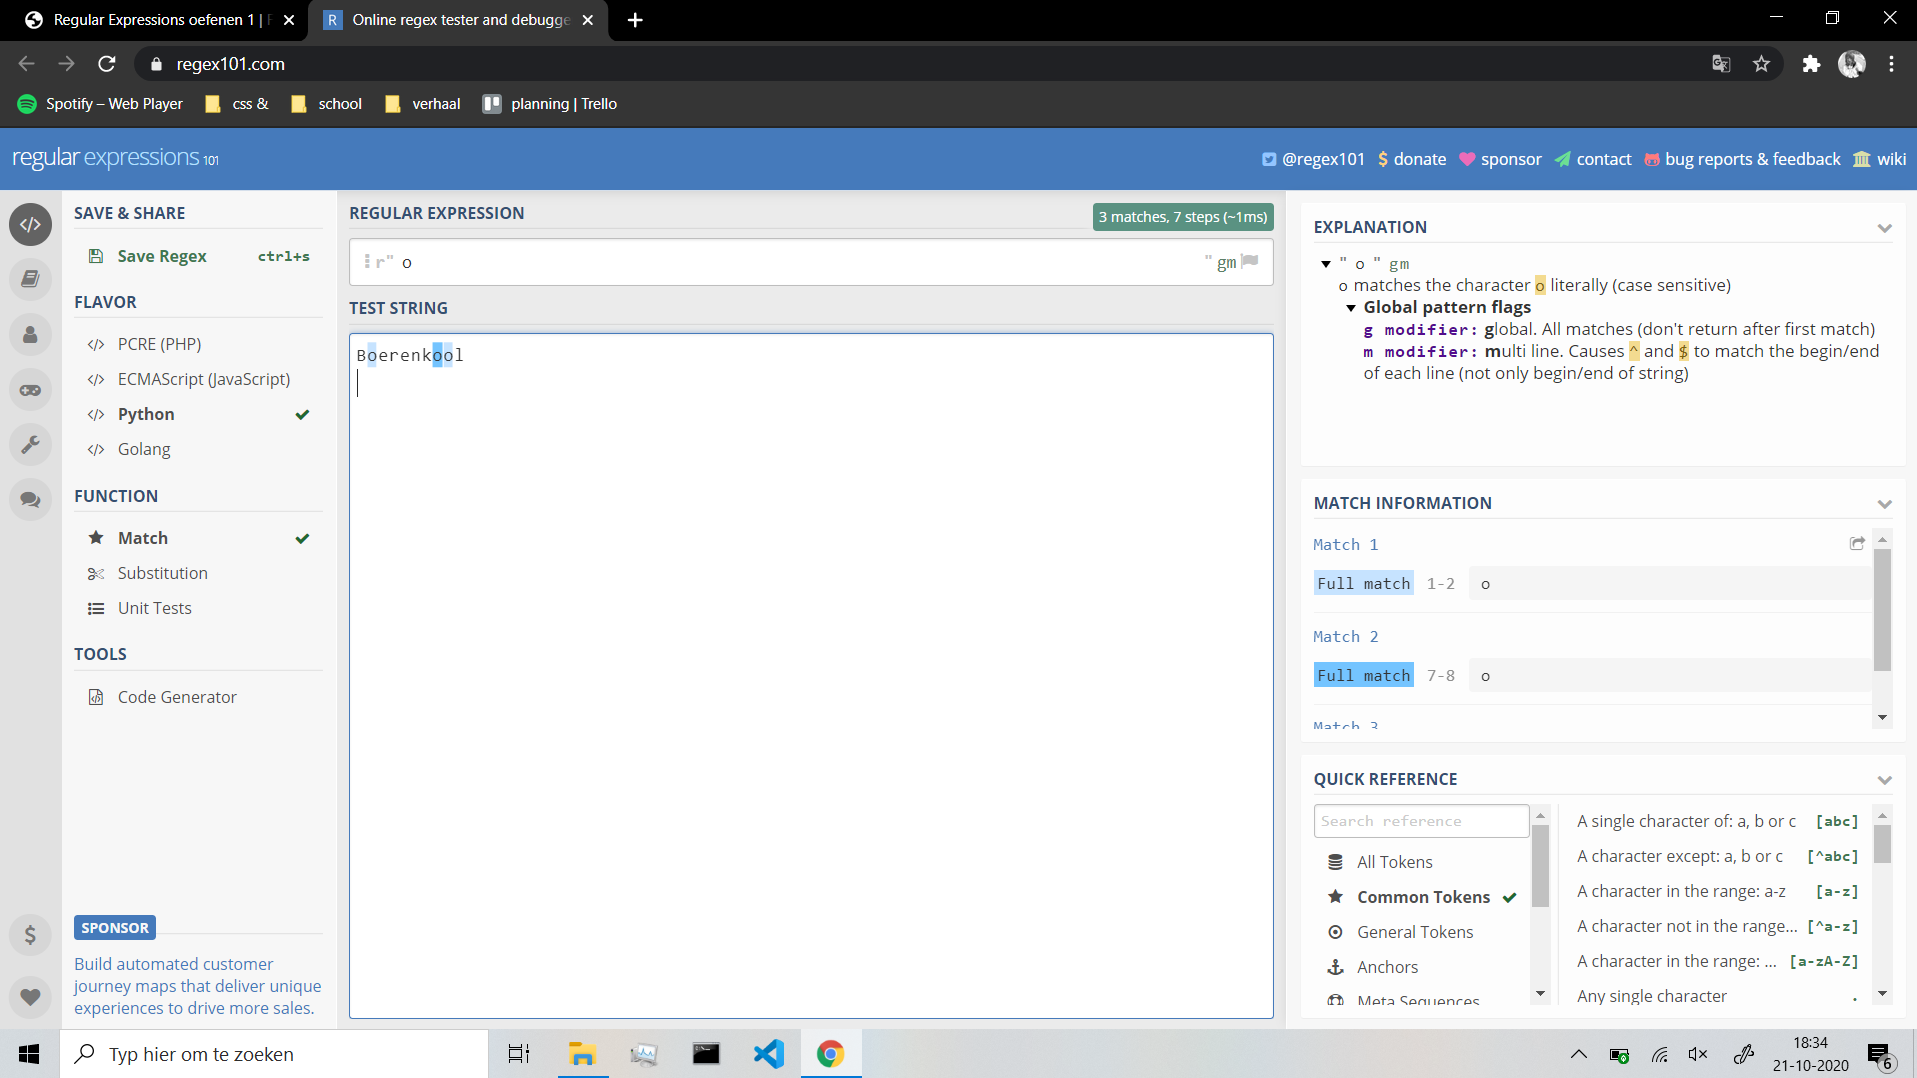 Regular Expressions oefenen 1 |
Online regex tester and debugge
regex101.com
Spotify – Web Player
css &
school
verhaal
planning | Trello
regular expressions 101
@regex101
donate
sponsor
contact
bug reports & feedback
wiki
SAVE & SHARE
Save Regex ctrl+s
FLAVOR
PCRE (PHP)
ECMAScript (JavaScript)
Python
Golang
FUNCTION
Match
Substitution
Unit Tests
TOOLS
Code Generator
SPONSOR
Build automated customer
journey maps that deliver unique
experiences to drive more sales.
REGULAR EXPRESSION
3 matches, 7 steps (~1ms)
r" o " gm
TEST STRING
Boerenkool
EXPLANATION
" o " gm
o matches the character o literally (case sensitive)
Global pattern flags
g modifier: global. All matches (don't return after first match)
m modifier: multi line. Causes ^ and $ to match the begin/end
of each line (not only begin/end of string)
MATCH INFORMATION
Match 1
Full match 1-2 o
Match 2
Full match 7-8 o
Match 3
QUICK REFERENCE
Search reference
All Tokens
Common Tokens
General Tokens
Anchors
Meta Sequences
A single character of: a, b or c [abc]
A character except: a, b or c [^abc]
A character in the range: a-z [a-z]
A character not in the range... [^a-z]
A character in the range: ... [a-zA-Z]
Any single character .
Typ hier om te zoeken
18:34
21-10-2020
6